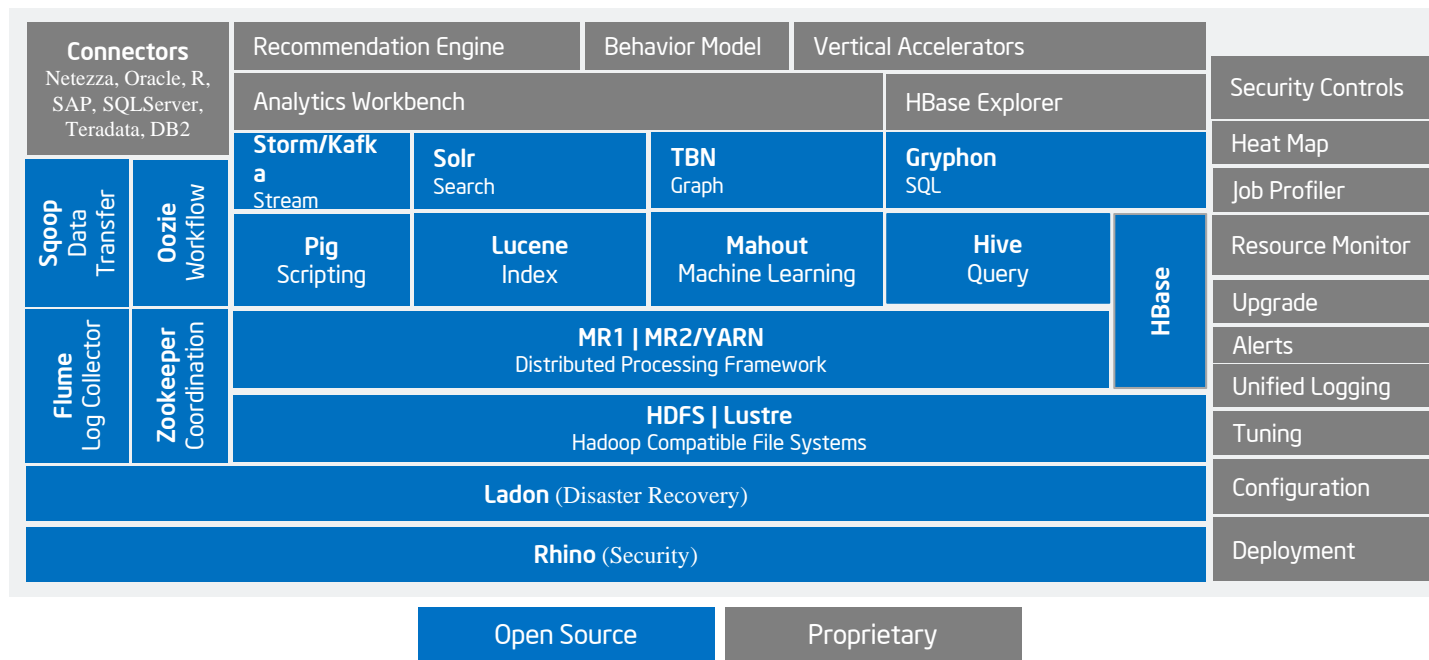 Connectors
Netezza, Oracle, R,
SAP, SQLServer,
Teradata, DB2
Recommendation Engine
Behavior Model
Vertical Accelerators
Analytics Workbench
HBase Explorer
Storm/Kafk
a
Stream
Solr
Search
TBN
Graph
Gryphon
SQL
Sqoop
Data
Transfer
Oozie
Workflow
Pig
Scripting
Lucene
Index
Mahout
Machine Learning
Hive
Query
HBase
Flume
Log Collector
Zookeeper
Coordination
MR1 | MR2/YARN
Distributed Processing Framework
HDFS | Lustre
Hadoop Compatible File Systems
Ladon (Disaster Recovery)
Rhino (Security)
Security Controls
Heat Map
Job Profiler
Resource Monitor
Upgrade
Alerts
Unified Logging
Tuning
Configuration
Deployment
Open Source
Proprietary